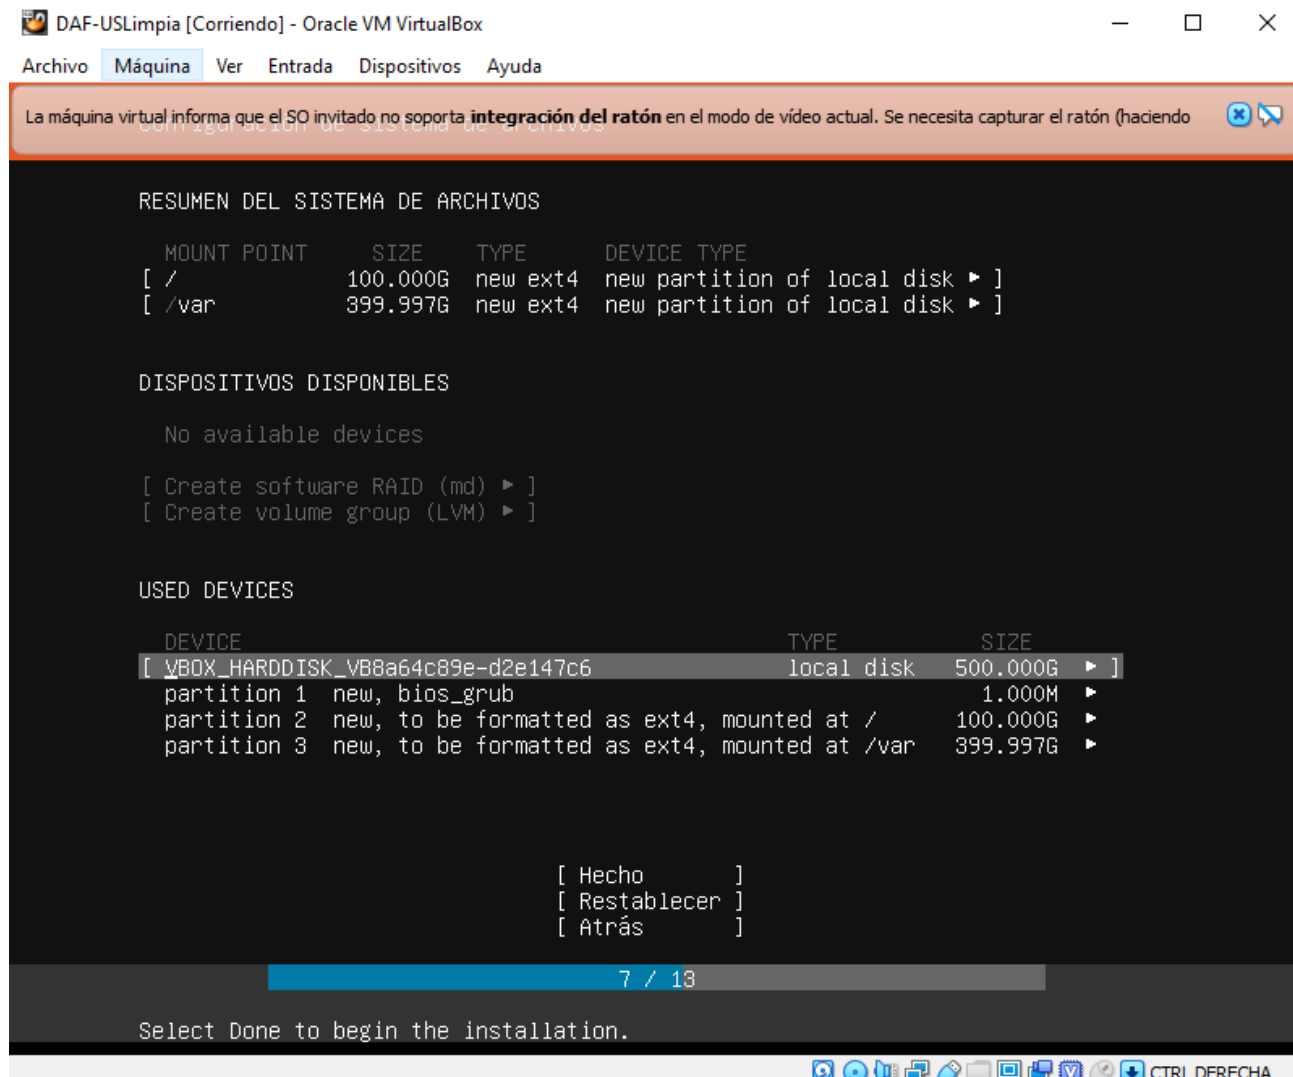 DAF-USLimpia [Corriendo] - Oracle VM VirtualBox
Archivo Máquina Ver Entrada Dispositivos Ayuda
Configuración de sistema de archivos
La máquina virtual informa que el SO invitado no soporta integración del ratón en el modo de vídeo actual. Se necesita capturar el ratón (haciendo
RESUMEN DEL SISTEMA DE ARCHIVOS
MOUNT POINT SIZE TYPE DEVICE TYPE
[ / 100.000G new ext4 new partition of local disk ▸ ]
[ /var 399.997G new ext4 new partition of local disk ▸ ]
DISPOSITIVOS DISPONIBLES
No available devices
[ Create software RAID (md) ▸ ]
[ Create volume group (LVM) ▸ ]
USED DEVICES
DEVICE TYPE SIZE
[ VBOX_HARDDISK_VB8a64c89e-d2e147c6 local disk 500.000G ▸ ]
partition 1 new, bios_grub 1.000M ▸
partition 2 new, to be formatted as ext4, mounted at / 100.000G ▸
partition 3 new, to be formatted as ext4, mounted at /var 399.997G ▸
[ Hecho ]
[ Restablecer ]
[ Atrás ]
7 / 13
Select Done to begin the installation.
CTRL DERECHA